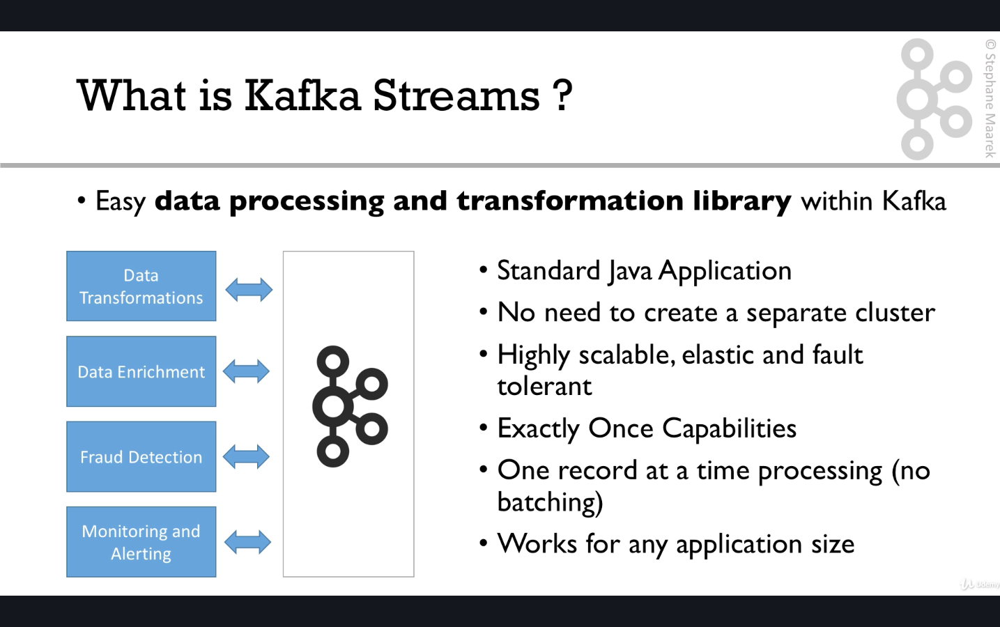 © Stephane Maarek
What is Kafka Streams ?
• Easy data processing and transformation library within Kafka
Data
Transformations
Data Enrichment
Fraud Detection
Monitoring and
Alerting
• Standard Java Application
• No need to create a separate cluster
• Highly scalable, elastic and fault
tolerant
• Exactly Once Capabilities
• One record at a time processing (no
batching)
• Works for any application size
Udemy